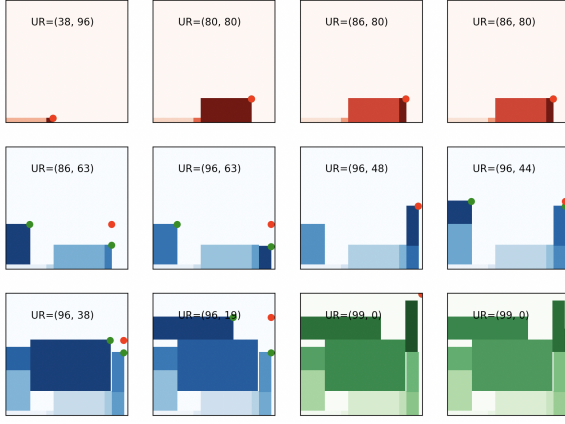 UR=(38, 96)
UR=(80, 80)
UR=(86, 80)
UR=(86, 80)
UR=(86, 63)
UR=(96, 63)
UR=(96, 48)
UR=(96, 44)
UR=(96, 38)
UR=(96, 19)
UR=(99, 0)
UR=(99, 0)